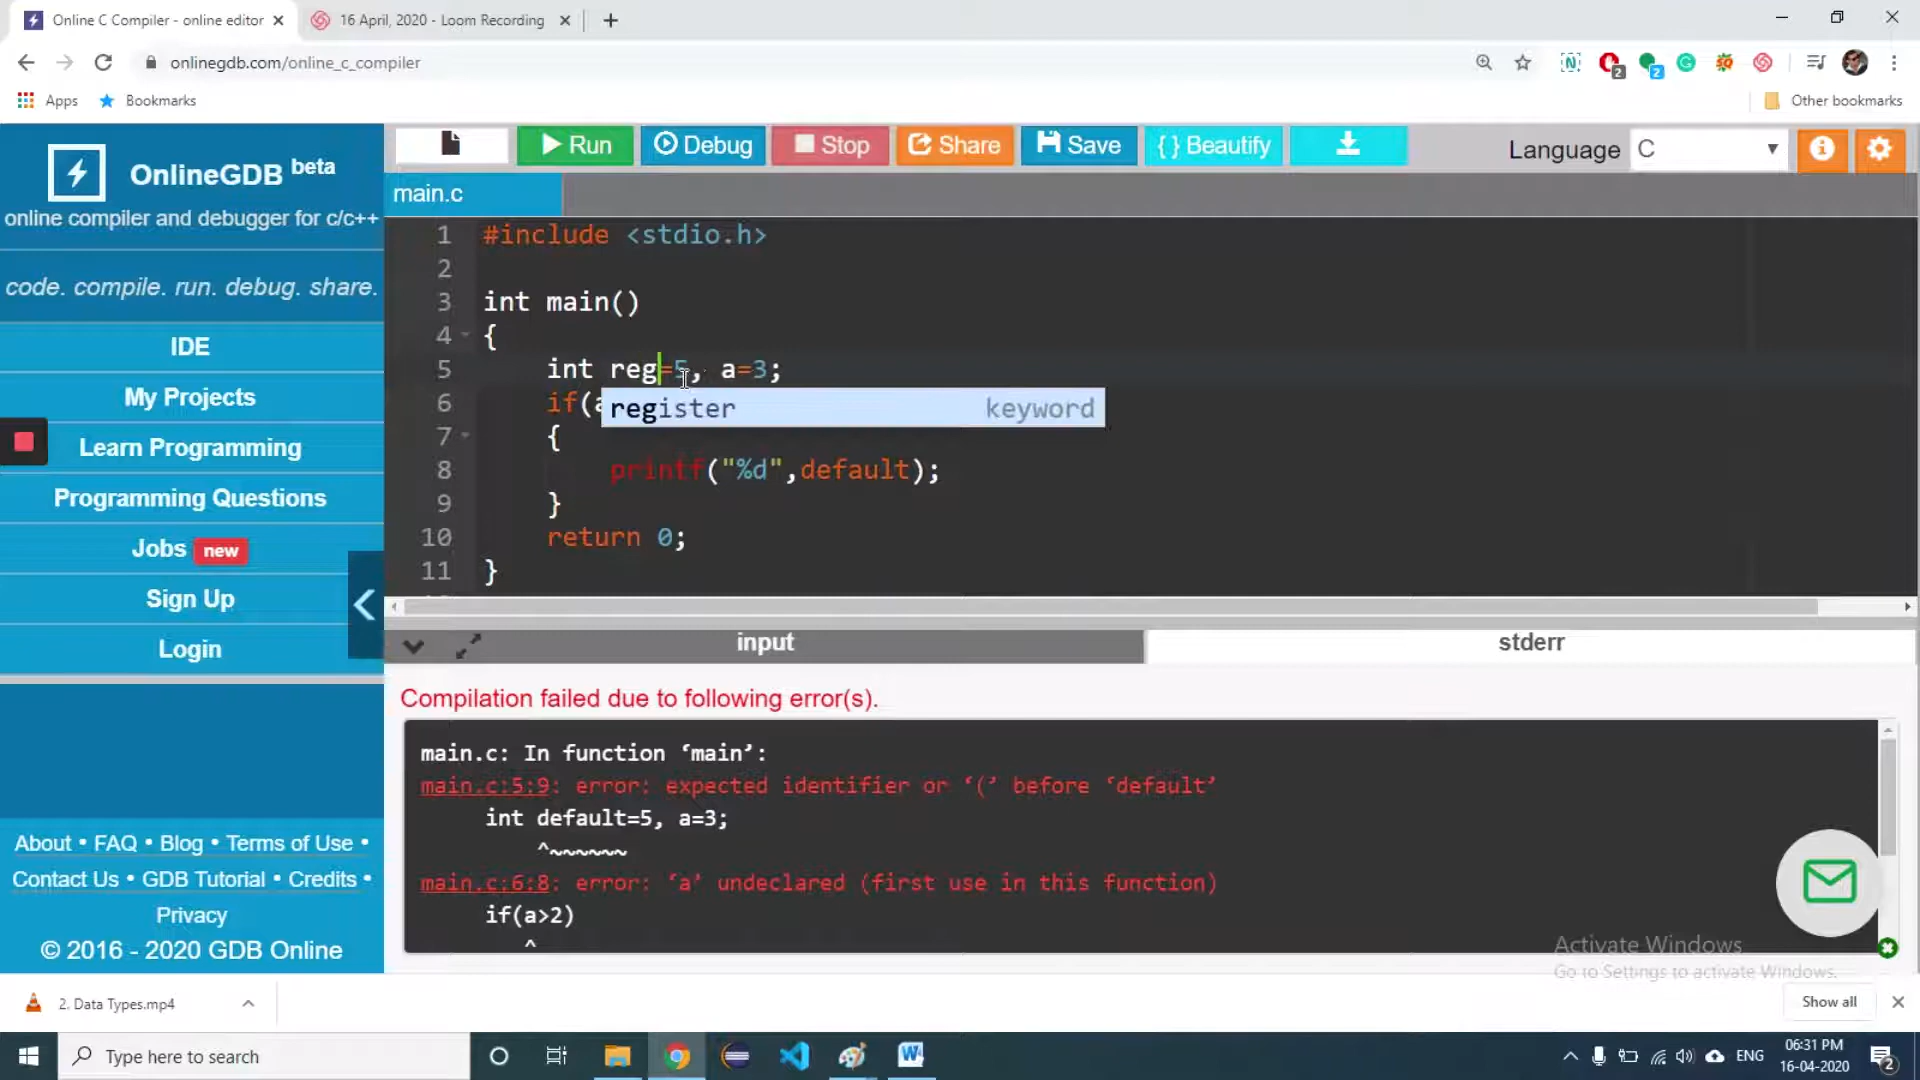 Online C Compiler - online editor
16 April, 2020 - Loom Recording
onlinegdb.com/online_c_compiler
2
2
Apps
Bookmarks
Other bookmarks
OnlineGDB beta
online compiler and debugger for c/c++
code. compile. run. debug. share.
IDE
My Projects
Learn Programming
Programming Questions
Jobs new
Sign Up
Login
About • FAQ • Blog • Terms of Use •
Contact Us • GDB Tutorial • Credits •
Privacy
© 2016 - 2020 GDB Online
Run
Debug
Stop
Share
Save
{ } Beautify
Language
C
main.c
1 #include <stdio.h>
2
3 int main()
4 {
5 int reg=5, a=3;
6 if(
register keyword
7 {
8 printf("%d",default);
9 }
10 return 0;
11 }
input
stderr
Compilation failed due to following error(s).
main.c: In function ‘main’:
main.c:5:9: error: expected identifier or ‘(’ before ‘default’
int default=5, a=3;
^~~~~~~
main.c:6:8: error: ‘a’ undeclared (first use in this function)
if(a>2)
^
Activate Windows
Go to Settings to activate Windows.
2. Data Types.mp4
Show all
Type here to search
W
ENG
06:31 PM
16-04-2020
2